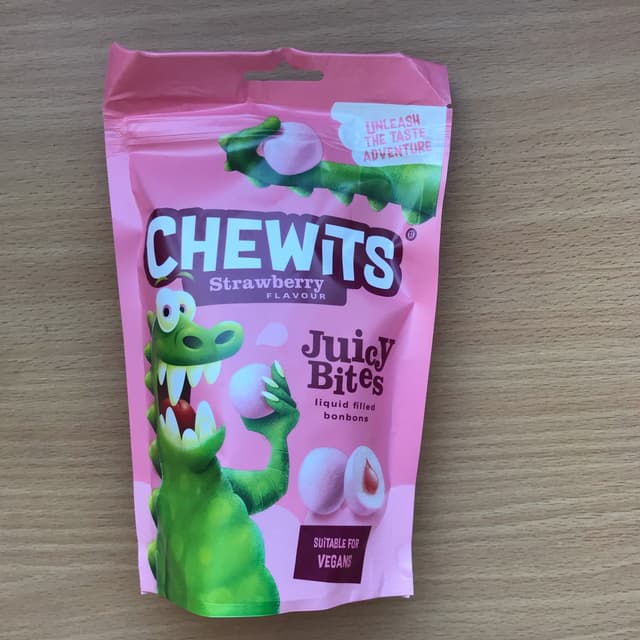 UNLEASH
THE TASTE
ADVENTURE
CHEWiTS®
Strawberry
FLAVOUR
Juicy
Bites
liquid filled
bonbons
SUiTABLE FOR
VEGANS